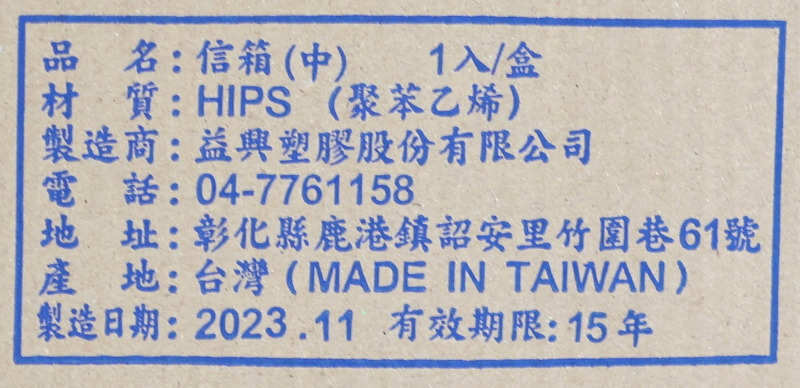 品　名：信箱(中)　　1入/盒
材　質：HIPS （聚苯乙烯）
製造商：益興塑膠股份有限公司
電　話：04-7761158
地　址：彰化縣鹿港鎮詔安里竹圍巷61號
產　地：台灣（MADE IN TAIWAN）
製造日期：2023.11　有效期限：15年